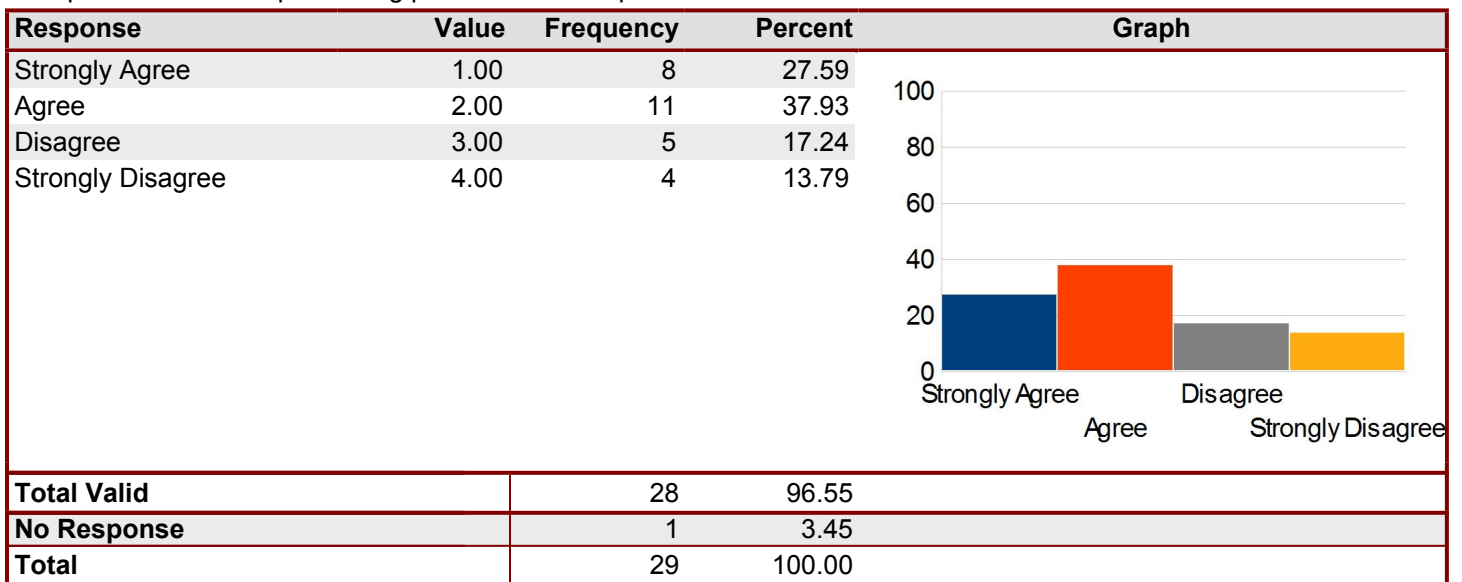 Response Value Frequency Percent Graph
Strongly Agree 1.00 8 27.59
Agree 2.00 11 37.93
Disagree 3.00 5 17.24
Strongly Disagree 4.00 4 13.79
100
80
60
40
20
0
Strongly Agree Disagree
Agree Strongly Disagree
Total Valid 28 96.55
No Response 1 3.45
Total 29 100.00